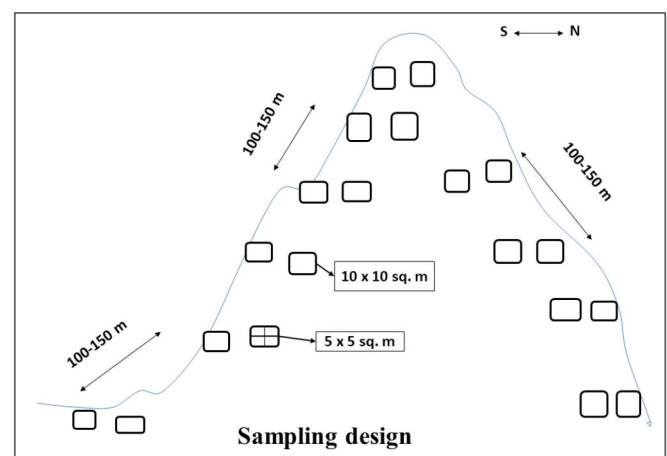 S N
100-150 m
100-150 m
10 x 10 sq. m
5 x 5 sq. m
100-150 m
Sampling design